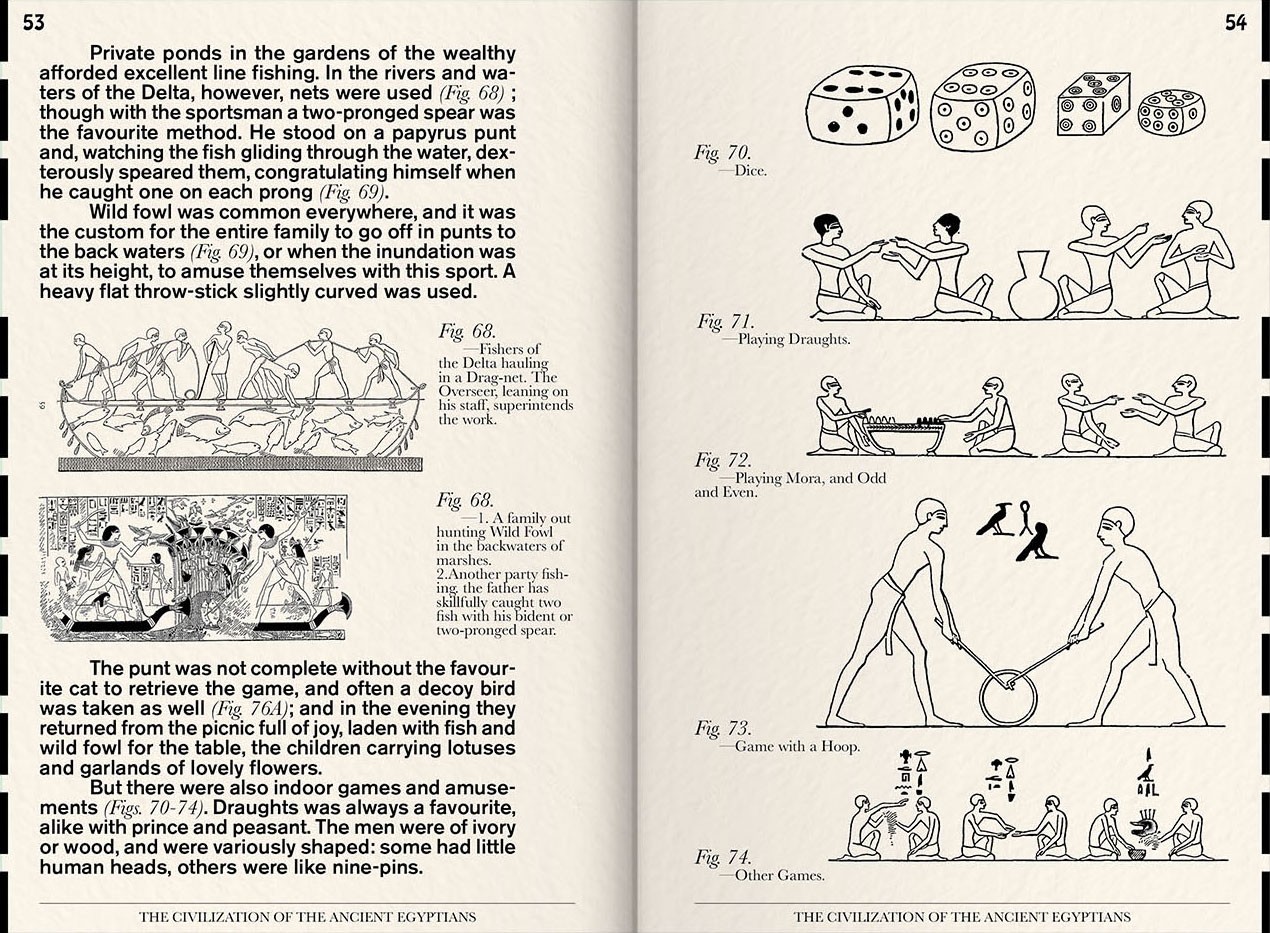 53
Private ponds in the gardens of the wealthy
afforded excellent line fishing. In the rivers and wa-
ters of the Delta, however, nets were used (Fig. 68) ;
though with the sportsman a two-pronged spear was
the favourite method. He stood on a papyrus punt
and, watching the fish gliding through the water, dex-
terously speared them, congratulating himself when
he caught one on each prong (Fig. 69).
Wild fowl was common everywhere, and it was
the custom for the entire family to go off in punts to
the back waters (Fig. 69), or when the inundation was
at its height, to amuse themselves with this sport. A
heavy flat throw-stick slightly curved was used.
Fig. 68.
—Fishers of
the Delta hauling
in a Drag-net. The
Overseer, leaning on
his staff, superintends
the work.
Fig. 68.
—1. A family out
hunting Wild Fowl
in the backwaters of
marshes.
2.Another party fish-
ing, the father has
skillfully caught two
fish with his bident or
two-pronged spear.
The punt was not complete without the favour-
ite cat to retrieve the game, and often a decoy bird
was taken as well (Fig. 76A); and in the evening they
returned from the picnic full of joy, laden with fish and
wild fowl for the table, the children carrying lotuses
and garlands of lovely flowers.
But there were also indoor games and amuse-
ments (Figs. 70-74). Draughts was always a favourite,
alike with prince and peasant. The men were of ivory
or wood, and were variously shaped: some had little
human heads, others were like nine-pins.
THE CIVILIZATION OF THE ANCIENT EGYPTIANS
54
Fig. 70.
—Dice.
Fig. 71.
—Playing Draughts.
Fig. 72.
—Playing Mora, and Odd
and Even.
Fig. 73.
—Game with a Hoop.
Fig. 74.
—Other Games.
THE CIVILIZATION OF THE ANCIENT EGYPTIANS